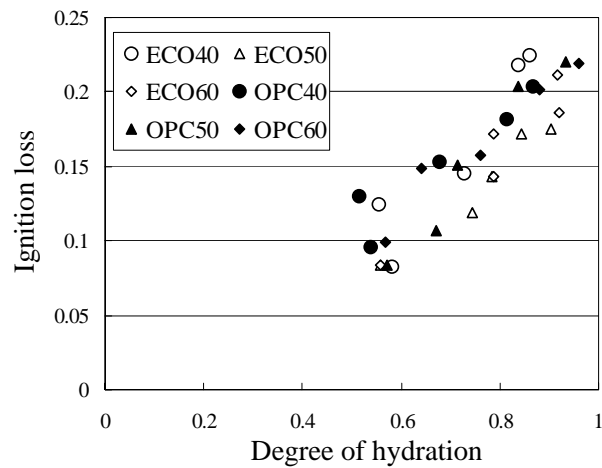 0.25
ECO40 ECO50
ECO60 OPC40
OPC50 OPC60
0.2
0.15
0.1
0.05
0
Ignition loss
0 0.2 0.4 0.6 0.8 1
Degree of hydration